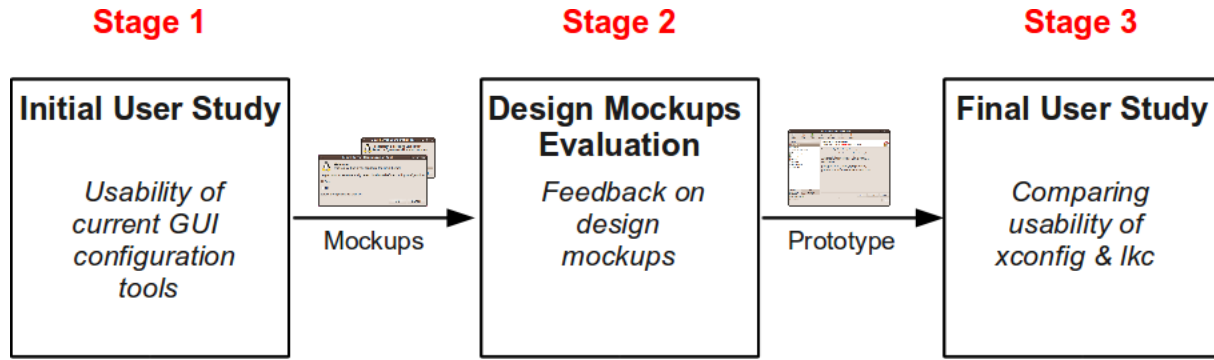 Stage 1
Stage 2
Stage 3
Initial User Study
Usability of
current GUI
configuration
tools
Mockups
Design Mockups
Evaluation
Feedback on
design
mockups
Prototype
Final User Study
Comparing
usability of
xconfig & lkc